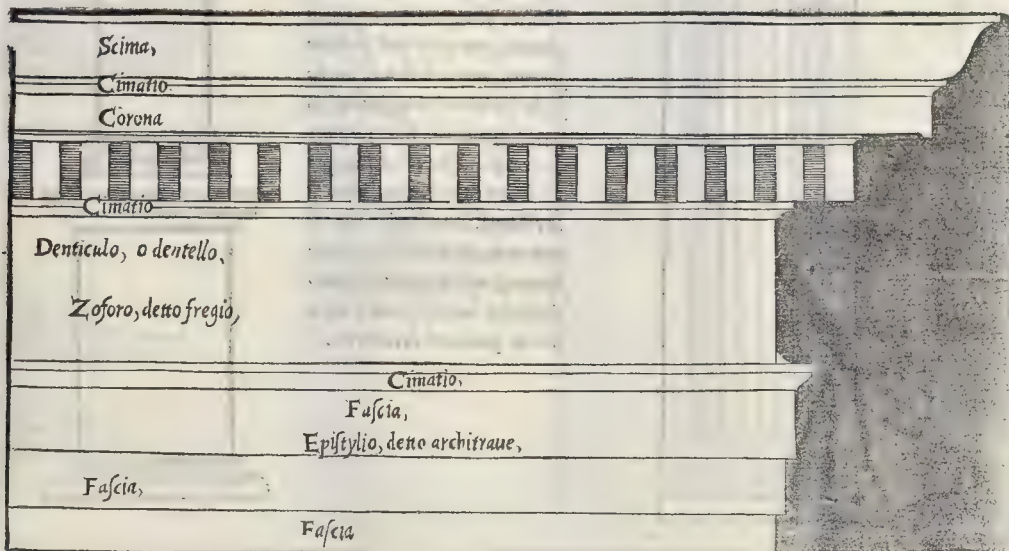 Scima,
Cimatio
Corona
Cimatio
Denticulo, o dentello,
Zoforo, detto fregio,
Cimatio,
Faſcia,
Epiſtylio, detto architraue,
Faſcia,
Faſcia